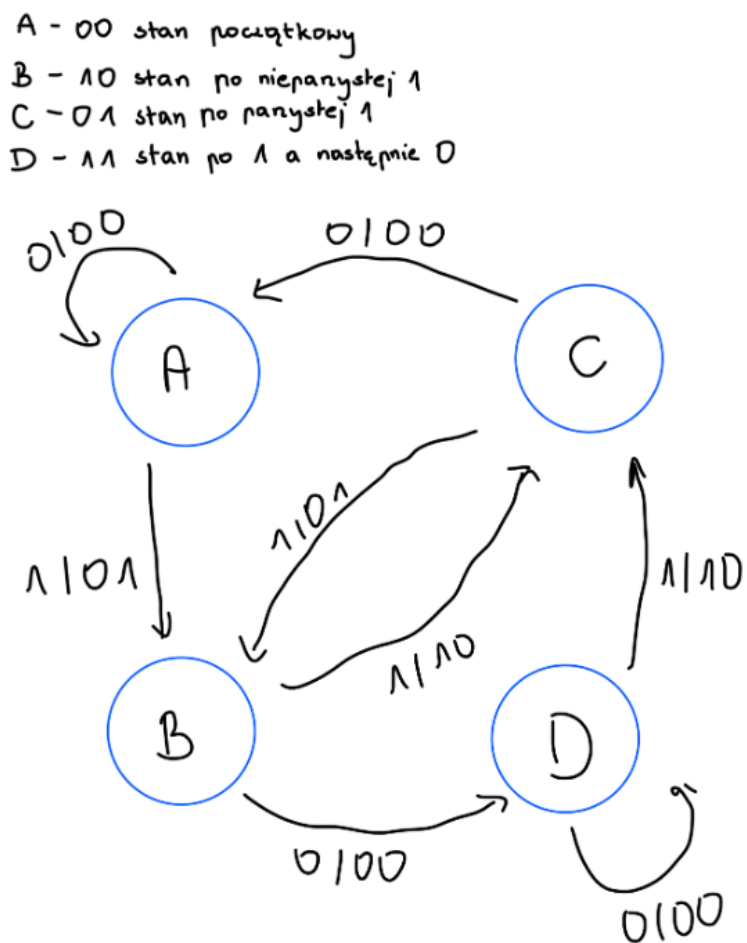 A - 00 stan początkowy
B - 10 stan po nieparzystej 1
C - 01 stan po parzystej 1
D - 11 stan po 1 a następnie 0
0/00
0/00
A
C
1/01
1/01
1/10
1/10
B
D
0/00
0/00